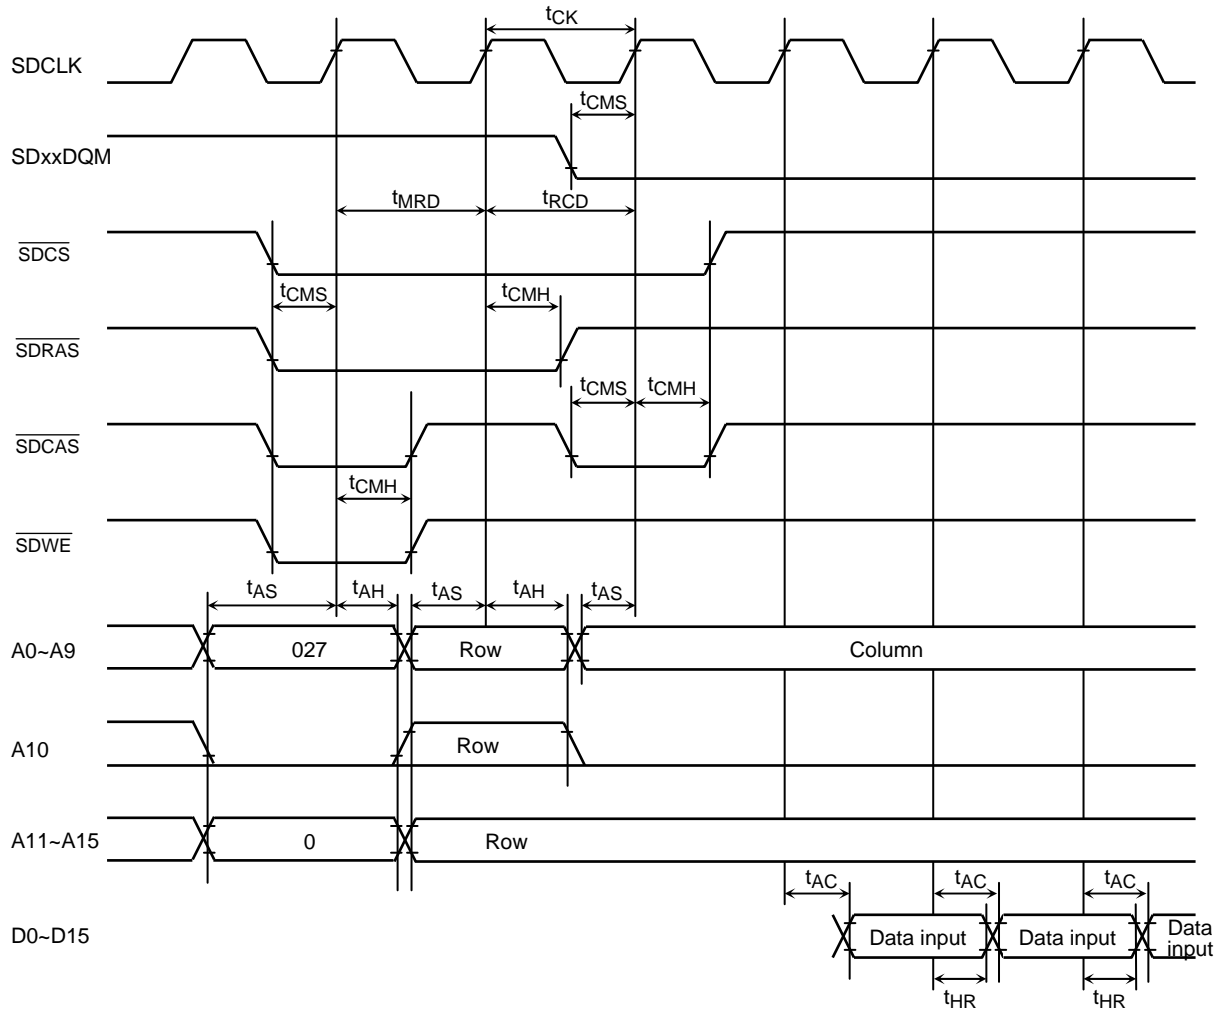 tCK
SDCLK
tCMS
SDxxDQM
tMRD tRCD
SDCS
tCMS tCMH
SDRAS
tCMS tCMH
SDCAS
tCMH
SDWE
tAS tAH tAS tAH tAS
A0~A9 027 Row Column
A10 Row
A11~A15 0 Row
tAC tAC tAC
D0~D15 Data input Data input Data input
tHR tHR